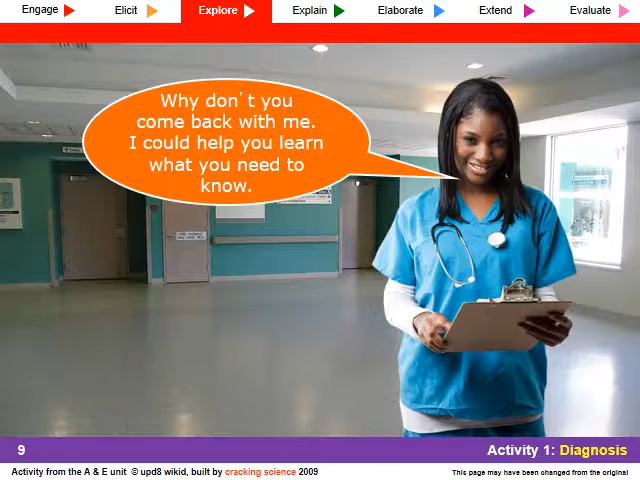 Engage Elicit Explore Explain Elaborate Extend Evaluate
Why don't you
come back with me.
I could help you learn
what you need to
know.
9 Activity 1: Diagnosis
Activity from the A & E unit © upd8 wikid, built by cracking science 2009 This page may have been changed from the original